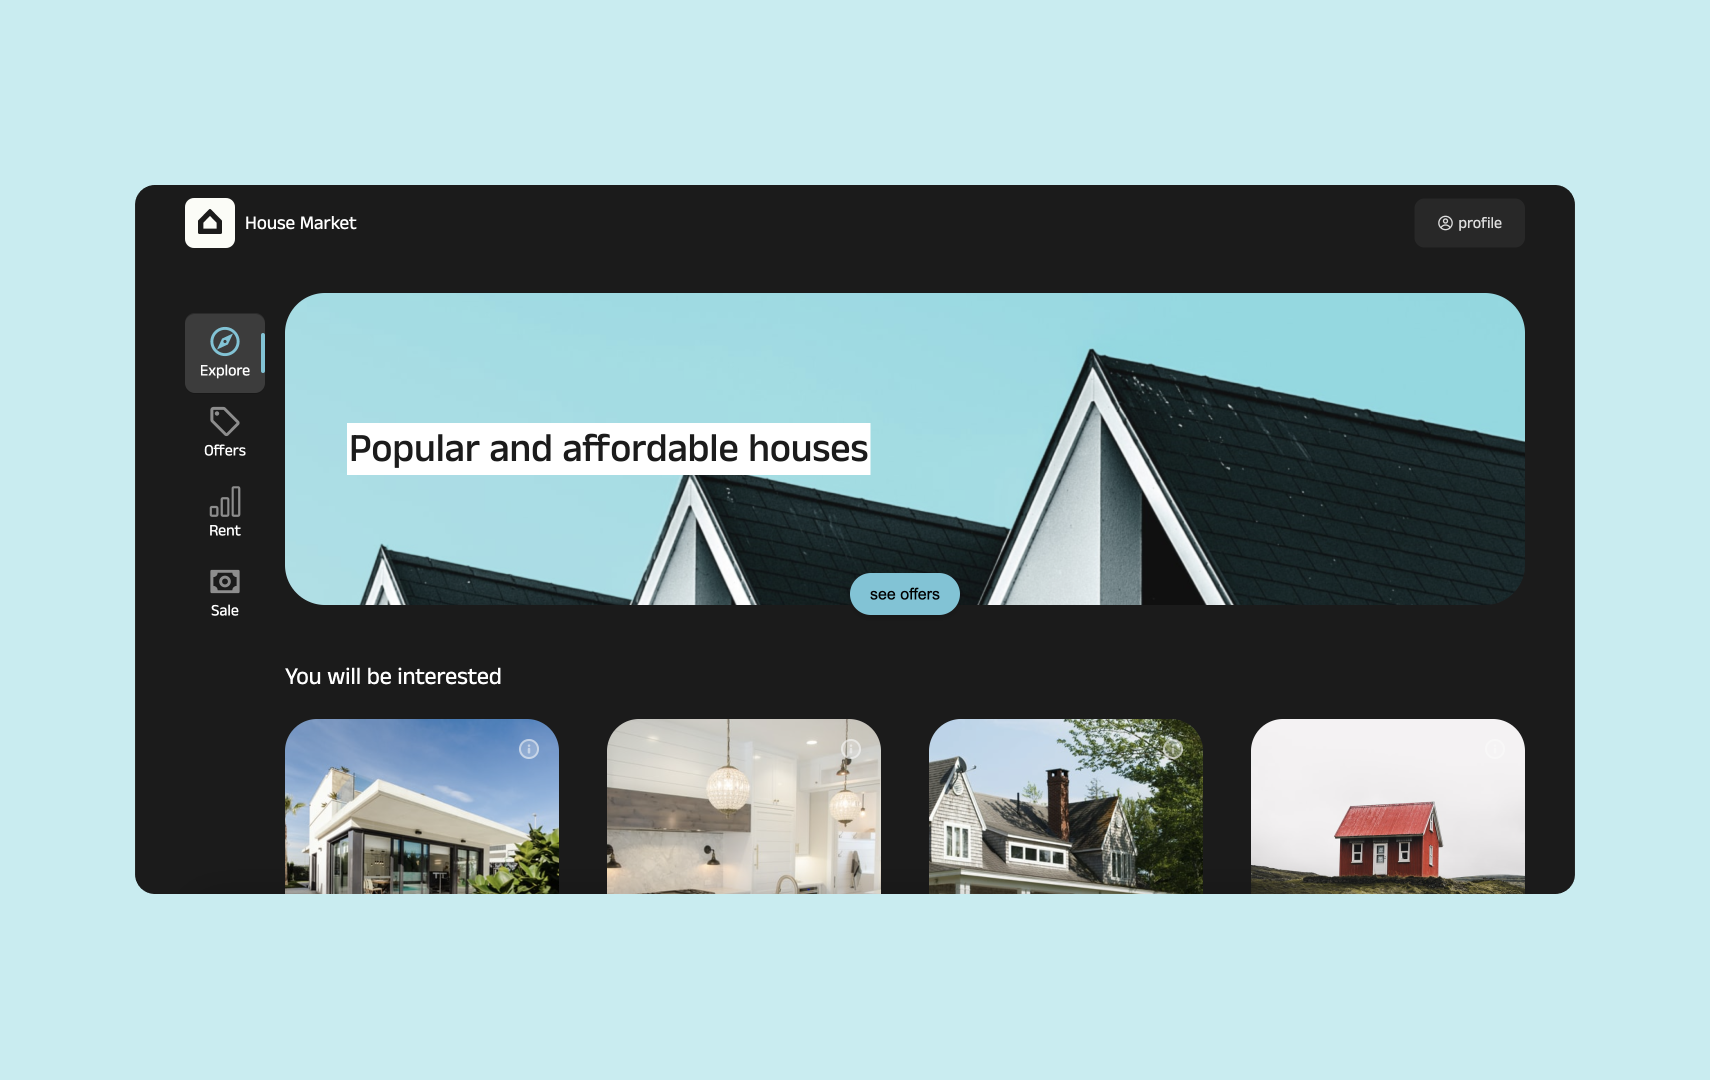 House Market
profile
Explore
Offers
Rent
Sale
Popular and affordable houses
see offers
You will be interested